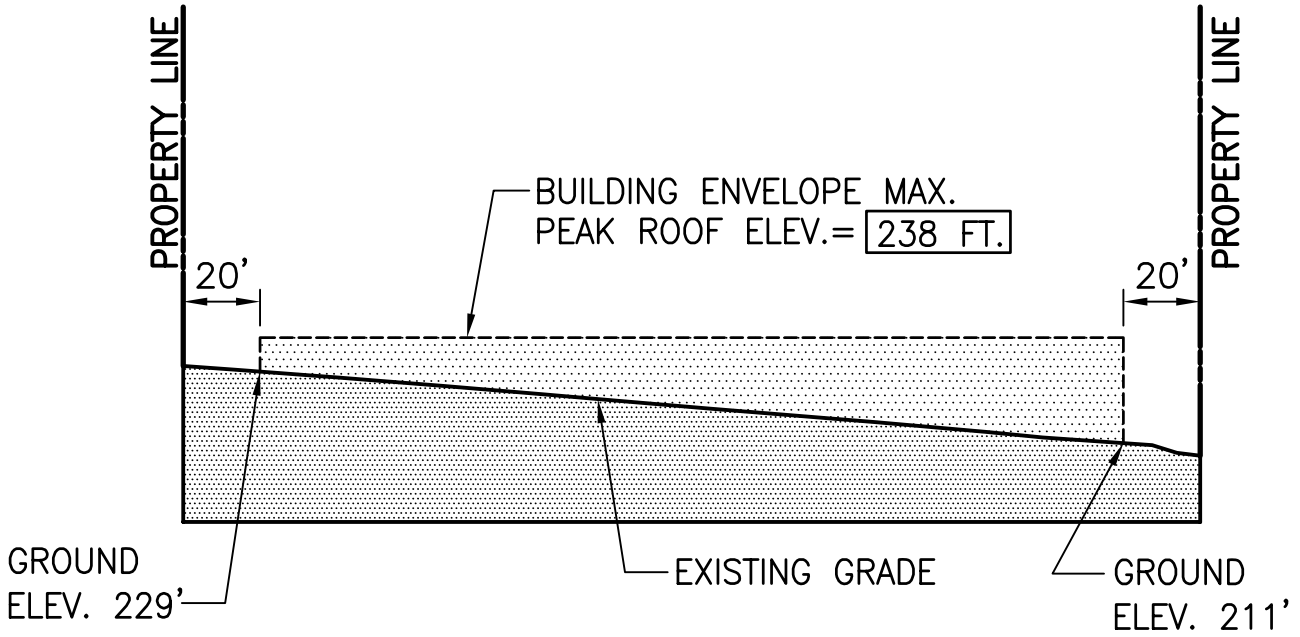 PROPERTY LINE
PROPERTY LINE
BUILDING ENVELOPE MAX.
PEAK ROOF ELEV.= 238 FT.
20'
20'
EXISTING GRADE
GROUND
ELEV. 229'
GROUND
ELEV. 211'